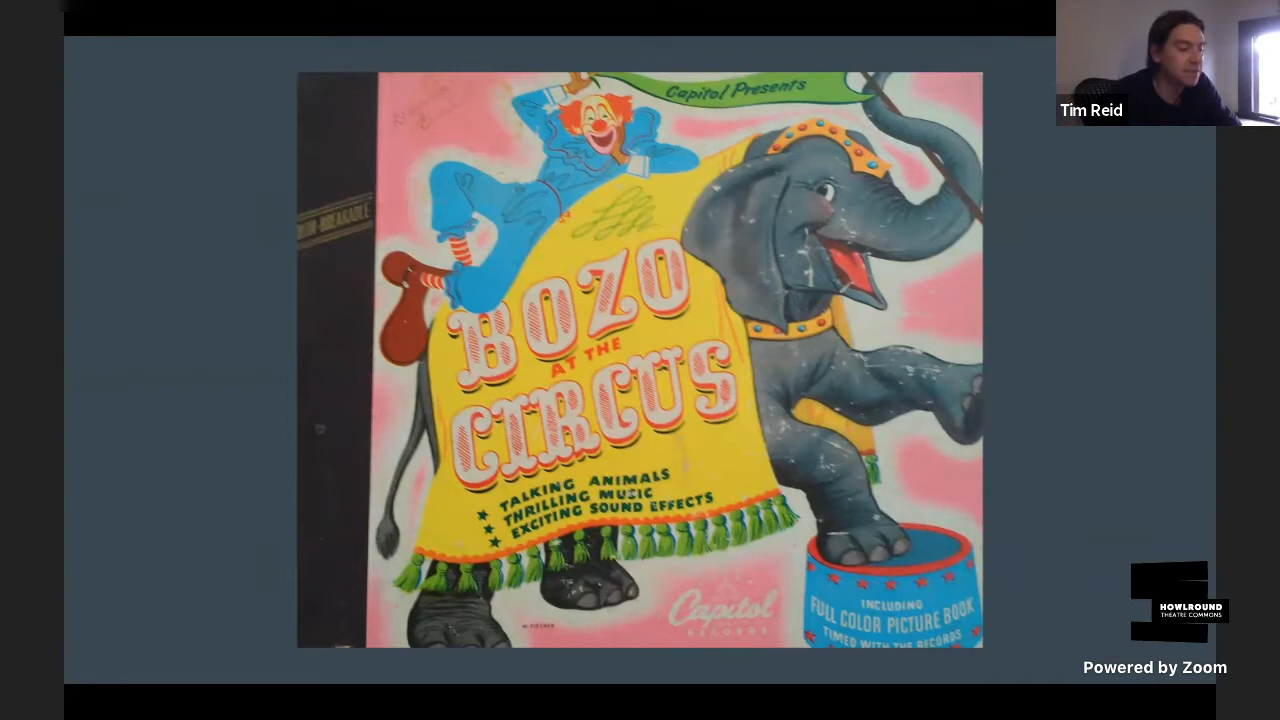 Tim Reid
Capitol Presents
NON-BREAKABLE
BOZO
AT THE
CIRCUS
★ TALKING ANIMALS
★ THRILLING MUSIC
★ EXCITING SOUND EFFECTS
Capitol
RECORDS
INCLUDING
FULL COLOR PICTURE BOOK
TIMED WITH THE RECORDS
HOWLROUND
THEATRE COMMONS
Powered by Zoom